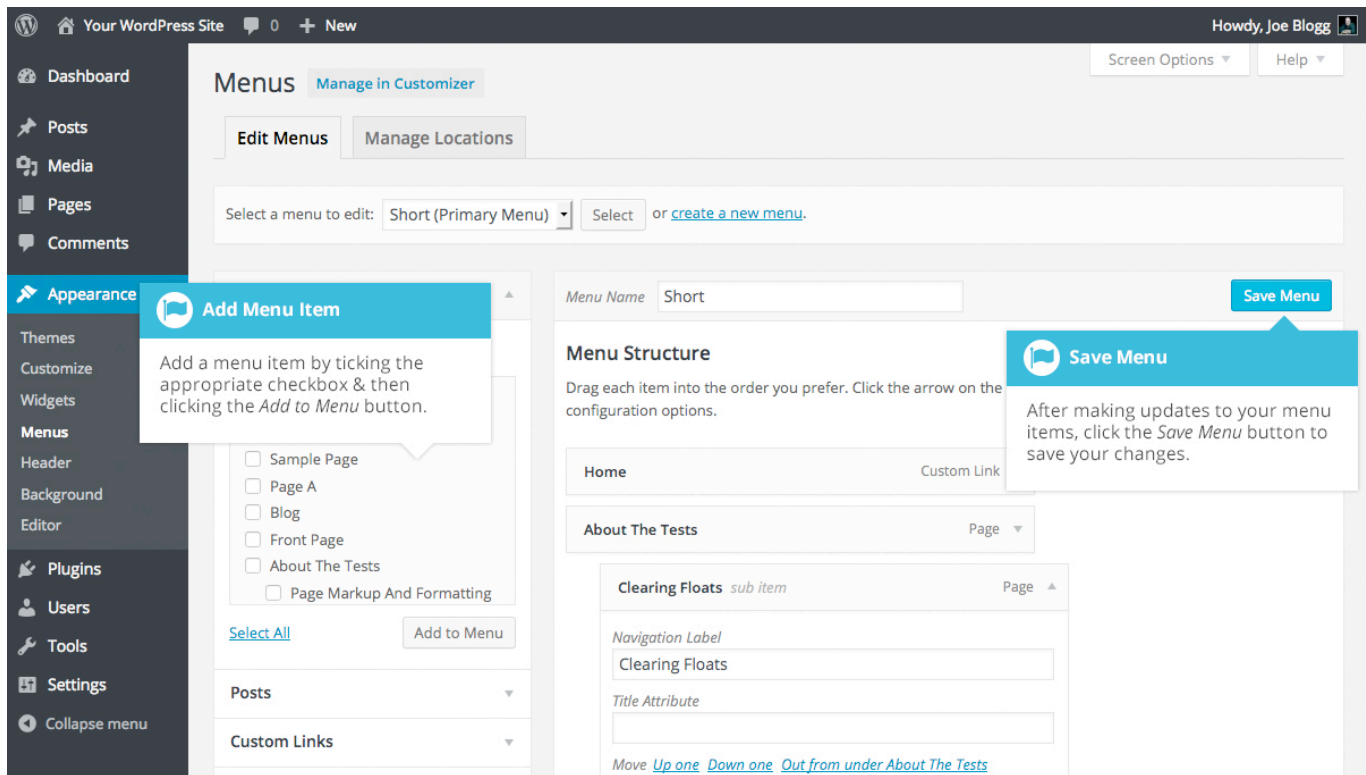 Your WordPress Site 0 New Howdy, Joe Blogg
Screen Options Help
Dashboard
Posts
Media
Pages
Comments
Appearance
Themes
Customize
Widgets
Menus
Header
Background
Editor
Plugins
Users
Tools
Settings
Collapse menu
Menus Manage in Customizer
Edit Menus Manage Locations
Select a menu to edit: Short (Primary Menu) Select or create a new menu.
Add Menu Item
Add a menu item by ticking the
appropriate checkbox & then
clicking the Add to Menu button.
Sample Page
Page A
Blog
Front Page
About The Tests
Page Markup And Formatting
Select All Add to Menu
Posts
Custom Links
Menu Name Short Save Menu
Menu Structure
Drag each item into the order you prefer. Click the arrow on the
configuration options.
Save Menu
After making updates to your menu
items, click the Save Menu button to
save your changes.
Home Custom Link
About The Tests Page
Clearing Floats sub item Page
Navigation Label
Clearing Floats
Title Attribute
Move Up one Down one Out from under About The Tests